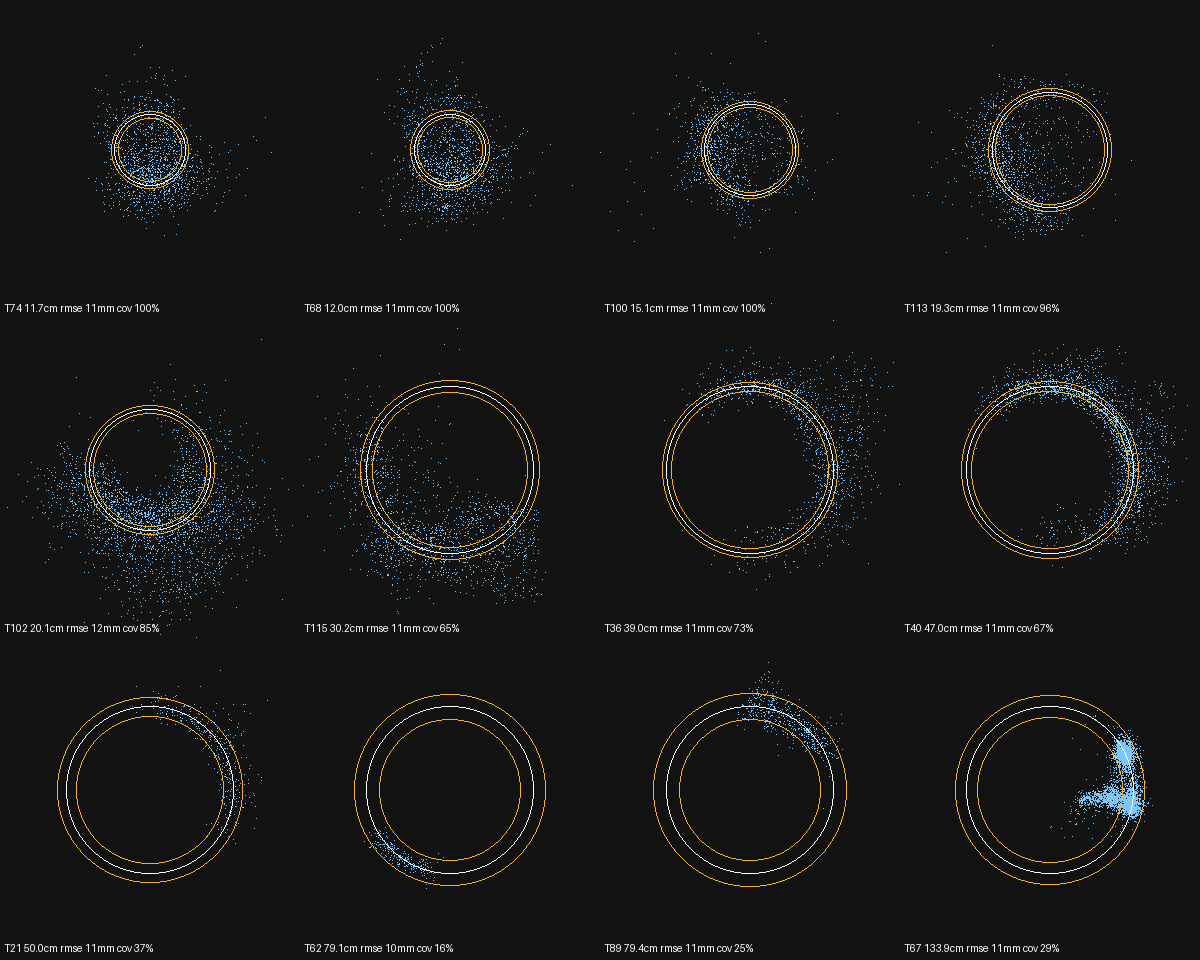 T74 11.7cm rmse 11mm cov 100%
T68 12.0cm rmse 11mm cov 100%
T100 15.1cm rmse 11mm cov 100%
T113 19.3cm rmse 11mm cov 96%
T102 20.1cm rmse 12mm cov 85%
T115 30.2cm rmse 11mm cov 65%
T36 39.0cm rmse 11mm cov 73%
T40 47.0cm rmse 11mm cov 67%
T21 50.0cm rmse 11mm cov 37%
T62 79.1cm rmse 10mm cov 16%
T89 79.4cm rmse 11mm cov 25%
T67 133.9cm rmse 11mm cov 29%